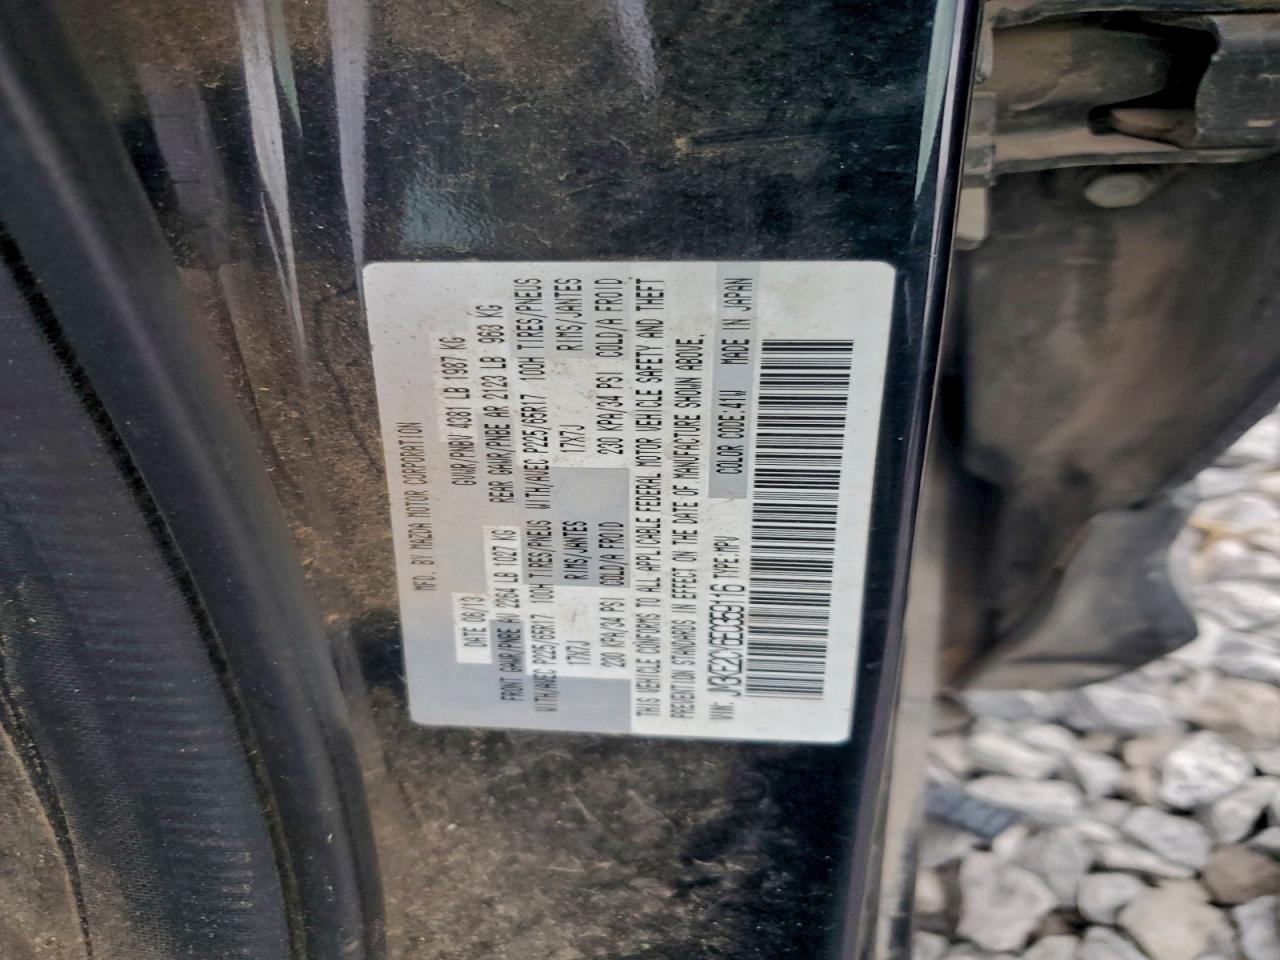 MFD. BY MAZDA MOTOR CORPORATION
DATE 06/13 GVWR/PNBV 4381 LB 1987 KG
FRONT GAWR/PNBE AV 2264 LB 1027 KG REAR GAWR/PNBE AR 2123 LB 963 KG
WITH/AVEC P225/65R17 100H TIRES/PNEUS WITH/AVEC P225/65R17 100H TIRES/PNEUS
17X7J RIMS/JANTES 17X7J RIMS/JANTES
230 KPA/34 PSI COLD/A FROID 230 KPA/34 PSI COLD/A FROID
THIS VEHICLE CONFORMS TO ALL APPLICABLE FEDERAL MOTOR VEHICLE SAFETY AND THEFT
PREVENTION STANDARDS IN EFFECT ON THE DATE OF MANUFACTURE SHOWN ABOVE.
VIN: TYPE:MPV COLOR CODE:41W MADE IN JAPAN